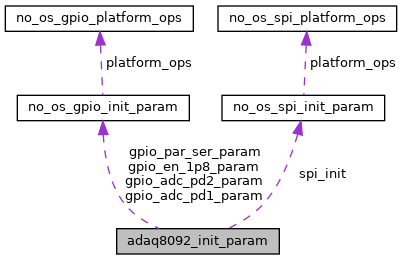 no_os_gpio_platform_ops
no_os_spi_platform_ops
platform_ops
platform_ops
no_os_gpio_init_param
no_os_spi_init_param
gpio_par_ser_param
gpio_en_1p8_param
gpio_adc_pd2_param
gpio_adc_pd1_param
spi_init
adaq8092_init_param